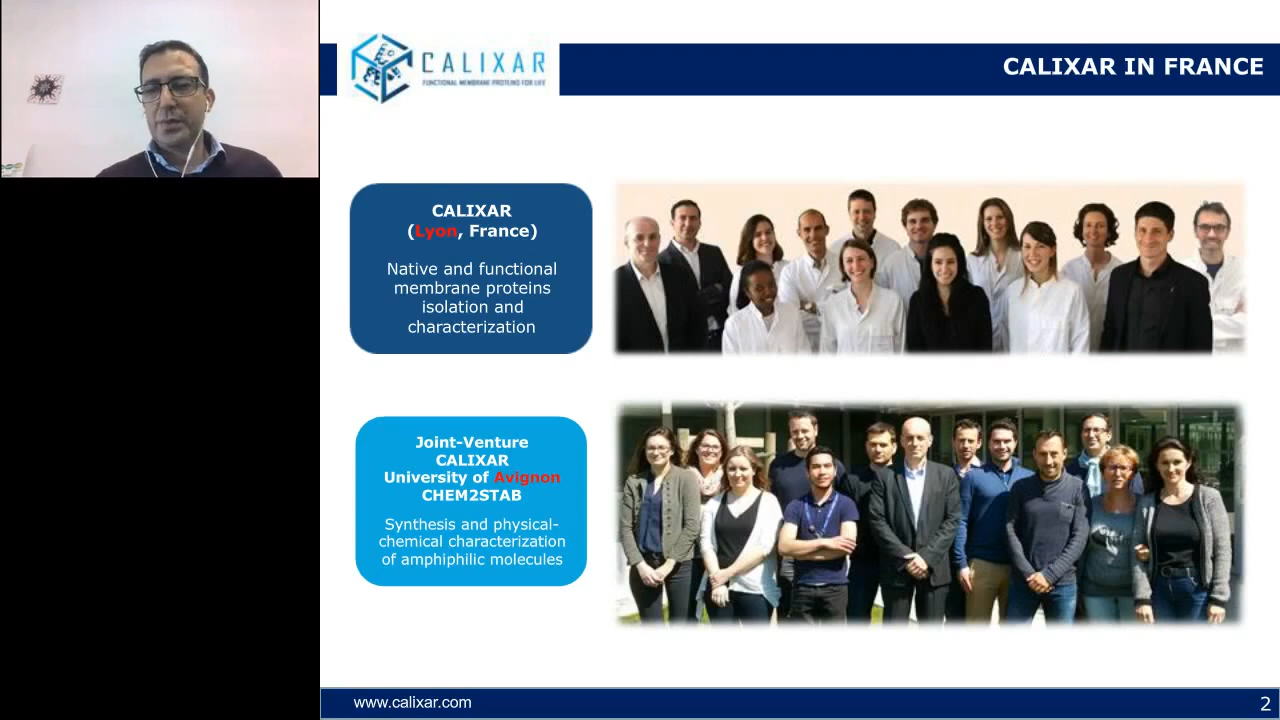 CALIXAR
FUNCTIONAL MEMBRANE PROTEINS FOR LIFE
CALIXAR IN FRANCE
CALIXAR
(Lyon, France)
Native and functional
membrane proteins
isolation and
characterization
Joint-Venture
CALIXAR
University of Avignon
CHEM2STAB
Synthesis and physical-
chemical characterization
of amphiphilic molecules
www.calixar.com
2